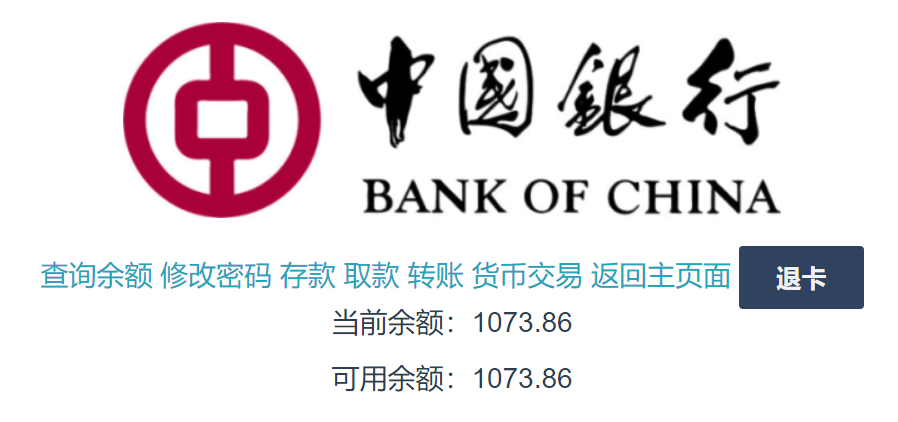 中國銀行
BANK OF CHINA
查询余额 修改密码 存款 取款 转账 货币交易 返回主页面 退卡
当前余额：1073.86
可用余额：1073.86